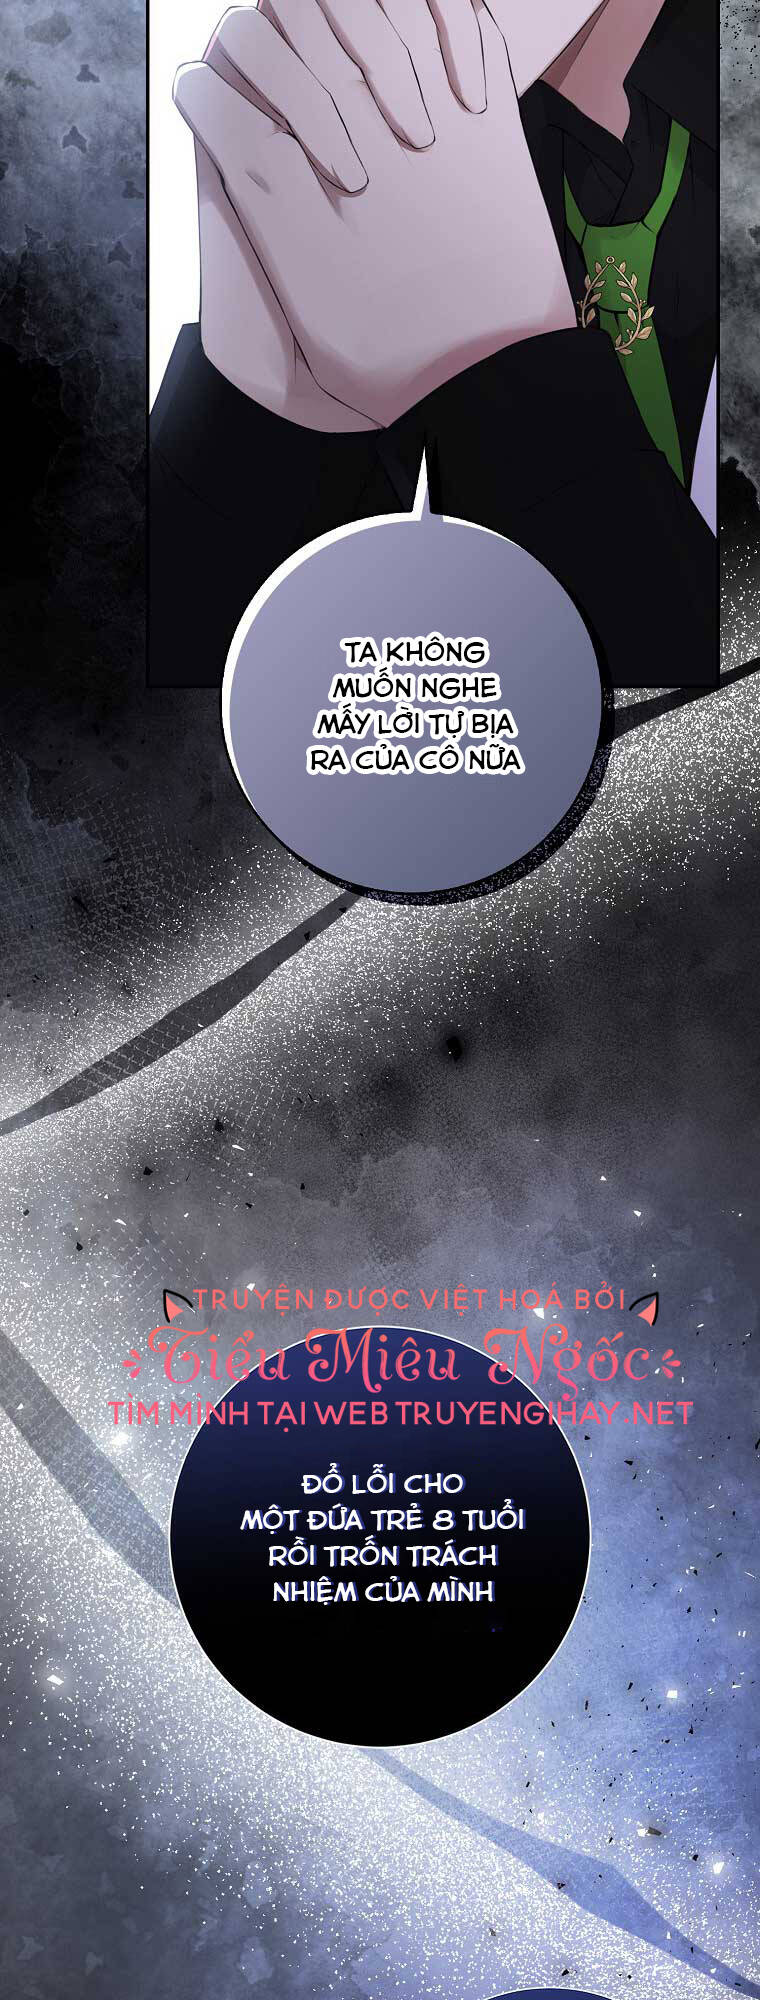 TA KHÔNG
MUỐN NGHE
MẤY LỜI TỰ BỊA
RA CỦA CÔ NỮA
TRUYỆN ĐƯỢC VIỆT HOÁ BỞI
Tiểu Miêu Ngốc
TÌM MÌNH TẠI WEB TRUYENGIHAY.NET
ĐỔ LỖI CHO
MỘT ĐỨA TRẺ 8 TUỔI
RỒI TRỐN TRÁCH
NHIỆM CỦA MÌNH